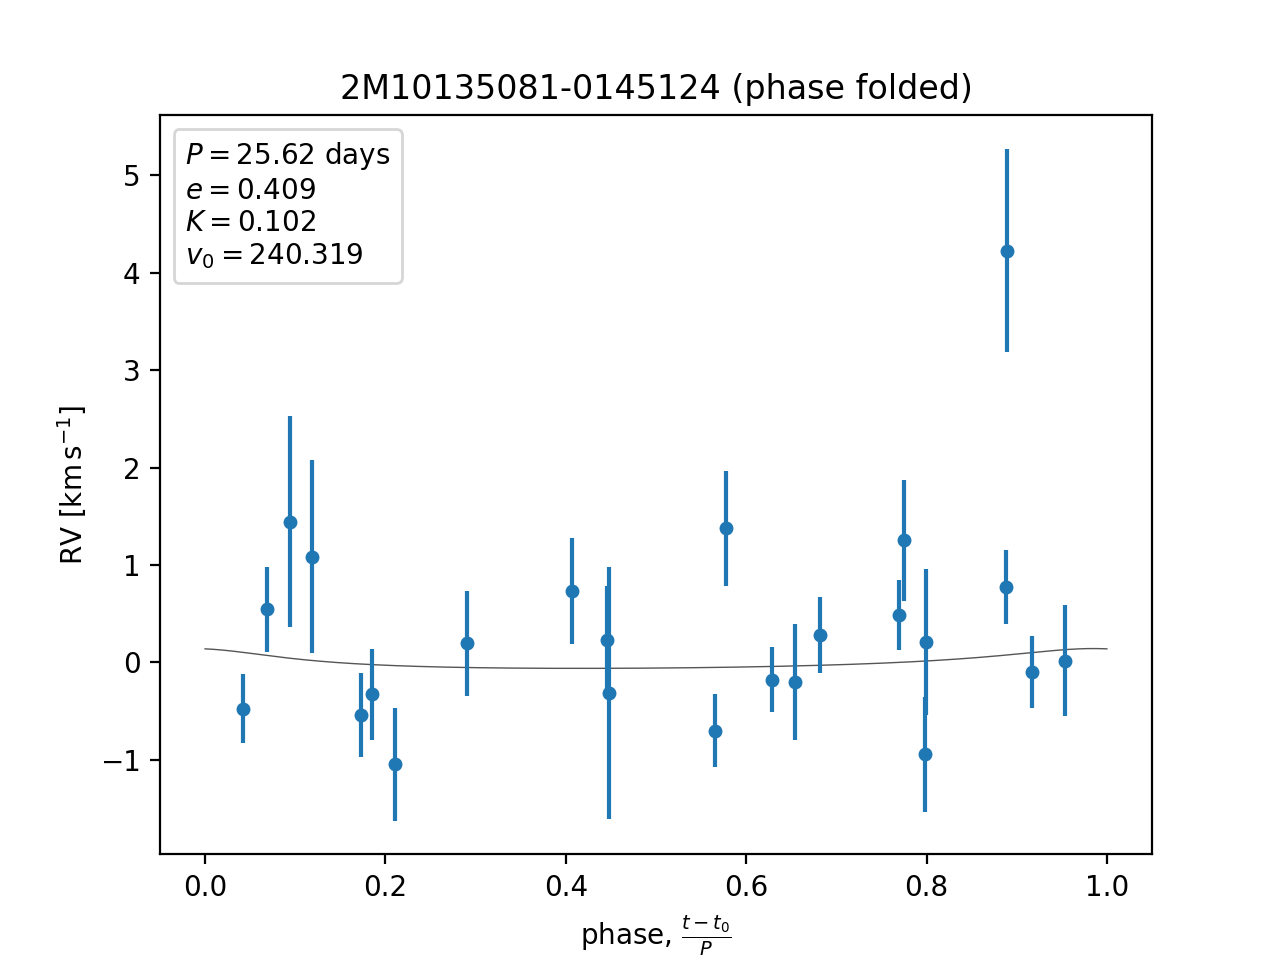 2M10135081-0145124 (phase folded)
P = 25.62 days
e = 0.409
K = 0.102
v₀ = 240.319
5
4
3
2
1
0
−1
RV [km s⁻¹]
0.0 0.2 0.4 0.6 0.8 1.0
phase, (t − t₀)/P